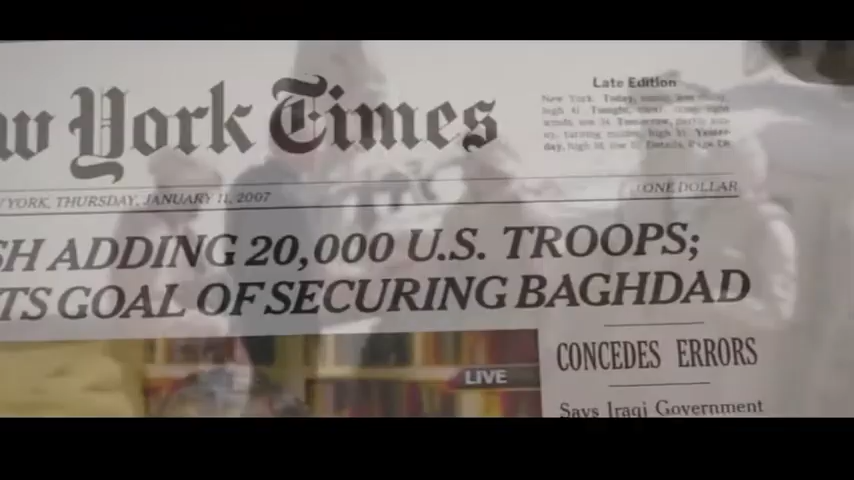 w York Times
Late Edition
YORK, THURSDAY, JANUARY 11, 2007
ONE DOLLAR
SH ADDING 20,000 U.S. TROOPS;
TS GOAL OF SECURING BAGHDAD
CONCEDES ERRORS
LIVE
Says Iraqi Government